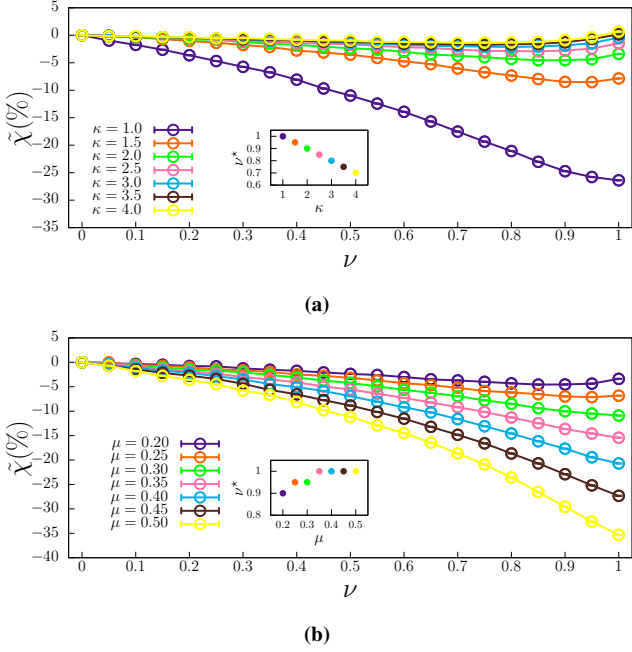 5
0
−5
−10
−15
−20
−25
−30
−35
χ̃(%)
κ = 1.0
κ = 1.5
κ = 2.0
κ = 2.5
κ = 3.0
κ = 3.5
κ = 4.0
1
0.9
0.8
0.7
0.6
ν⋆
1 2 3 4
κ
0 0.1 0.2 0.3 0.4 0.5 0.6 0.7 0.8 0.9 1
ν
(a)
5
0
−5
−10
−15
−20
−25
−30
−35
−40
χ̃(%)
μ = 0.20
μ = 0.25
μ = 0.30
μ = 0.35
μ = 0.40
μ = 0.45
μ = 0.50
1
0.9
0.8
ν⋆
0.2 0.3 0.4 0.5
μ
0 0.1 0.2 0.3 0.4 0.5 0.6 0.7 0.8 0.9 1
ν
(b)